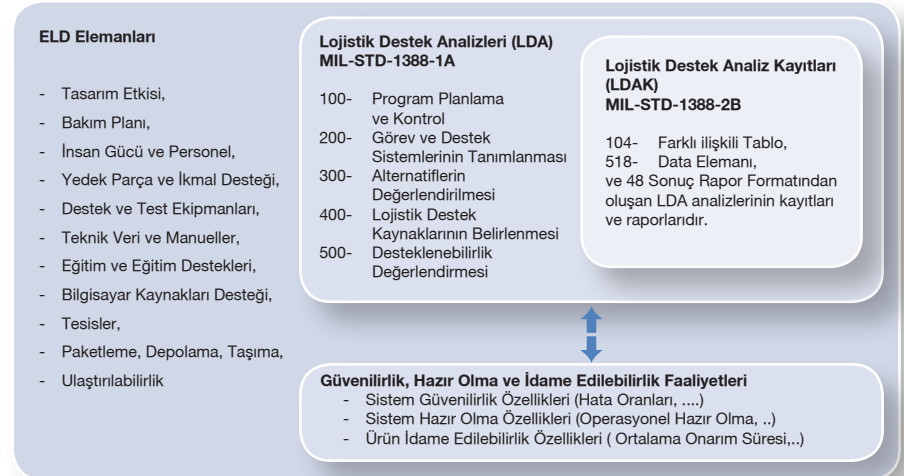 ELD Elemanları
- Tasarım Etkisi,
- Bakım Planı,
- İnsan Gücü ve Personel,
- Yedek Parça ve İkmal Desteği,
- Destek ve Test Ekipmanları,
- Teknik Veri ve Manueller,
- Eğitim ve Eğitim Destekleri,
- Bilgisayar Kaynakları Desteği,
- Tesisler,
- Paketleme, Depolama, Taşıma,
- Ulaştırılabilirlik
Lojistik Destek Analizleri (LDA)
MIL-STD-1388-1A
100- Program Planlama
ve Kontrol
200- Görev ve Destek
Sistemlerinin Tanımlanması
300- Alternatiflerin
Değerlendirilmesi
400- Lojistik Destek
Kaynaklarının Belirlenmesi
500- Desteklenebilirlik
Değerlendirmesi
Lojistik Destek Analiz Kayıtları
(LDAK)
MIL-STD-1388-2B
104- Farklı ilişkili Tablo,
518- Data Elemanı,
ve 48 Sonuç Rapor Formatından
oluşan LDA analizlerinin kayıtları
ve raporlarıdır.
Güvenilirlik, Hazır Olma ve İdame Edilebilirlik Faaliyetleri
- Sistem Güvenilirlik Özellikleri (Hata Oranları, ....)
- Sistem Hazır Olma Özellikleri (Operasyonel Hazır Olma, ..)
- Ürün İdame Edilebilirlik Özellikleri ( Ortalama Onarım Süresi,..)